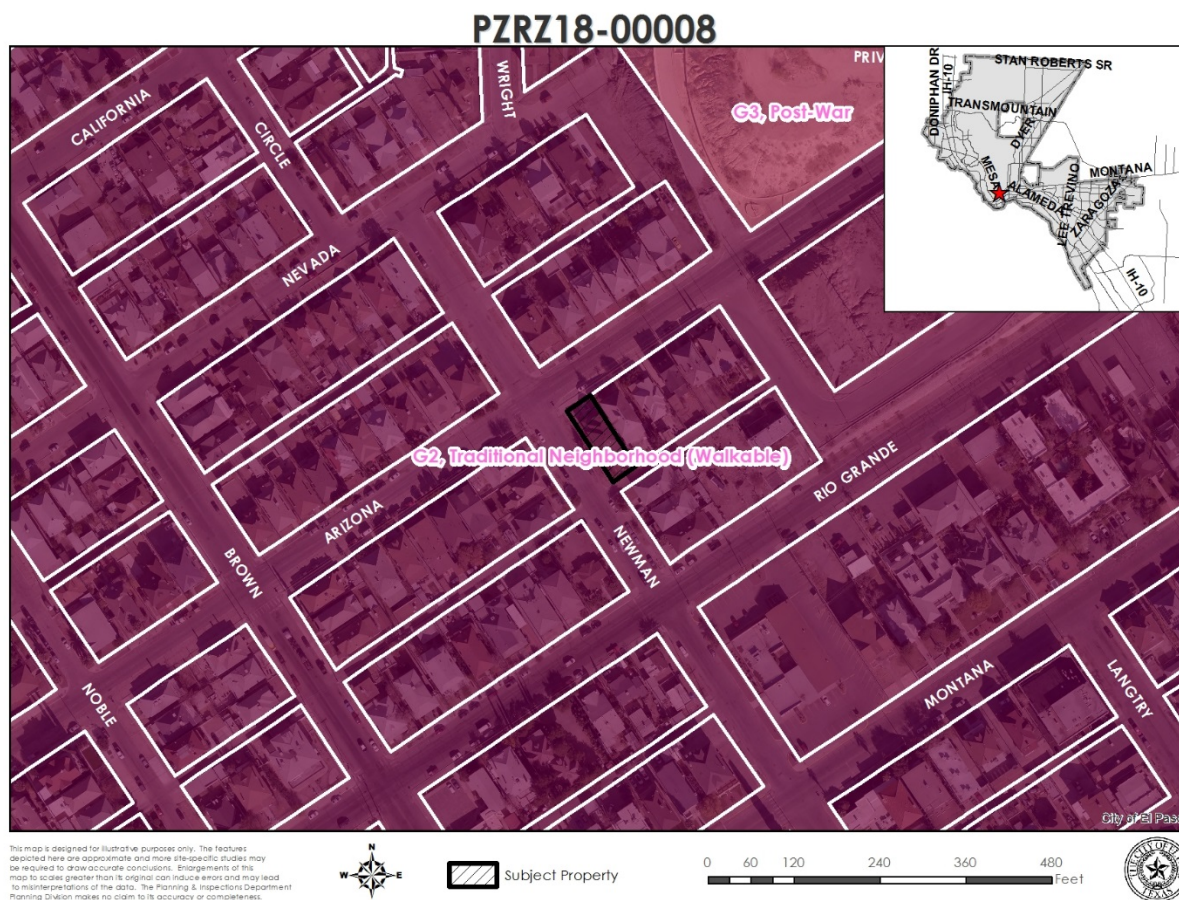 PZRZ18-00008
CALIFORNIA
CIRCLE
WRIGHT
PRIV
G3, Post-War
NEVADA
G2, Traditional Neighborhood (Walkable)
ARIZONA
BROWN
NEWMAN
RIO GRANDE
NOBLE
MONTANA
LANGTRY
STAN ROBERTS SR
DONIPHAN DR
IH-10
TRANSMOUNTAIN
DYER
MESA
MONTANA
ALAMEDA
LEE TREVINO
ZARAGOZA
IH-10
City of El Paso
This map is designed for illustrative purposes only. The features
depicted here are approximate and more site-specific studies may
be required to draw accurate conclusions. Enlargements of this
map to scales greater than its original can induce errors and may lead
to misinterpretations of the data. The Planning & Inspections Department
Planning Division makes no claim to its accuracy or completeness.
N
W E
S
Subject Property
0 60 120 240 360 480
Feet
TEXAS